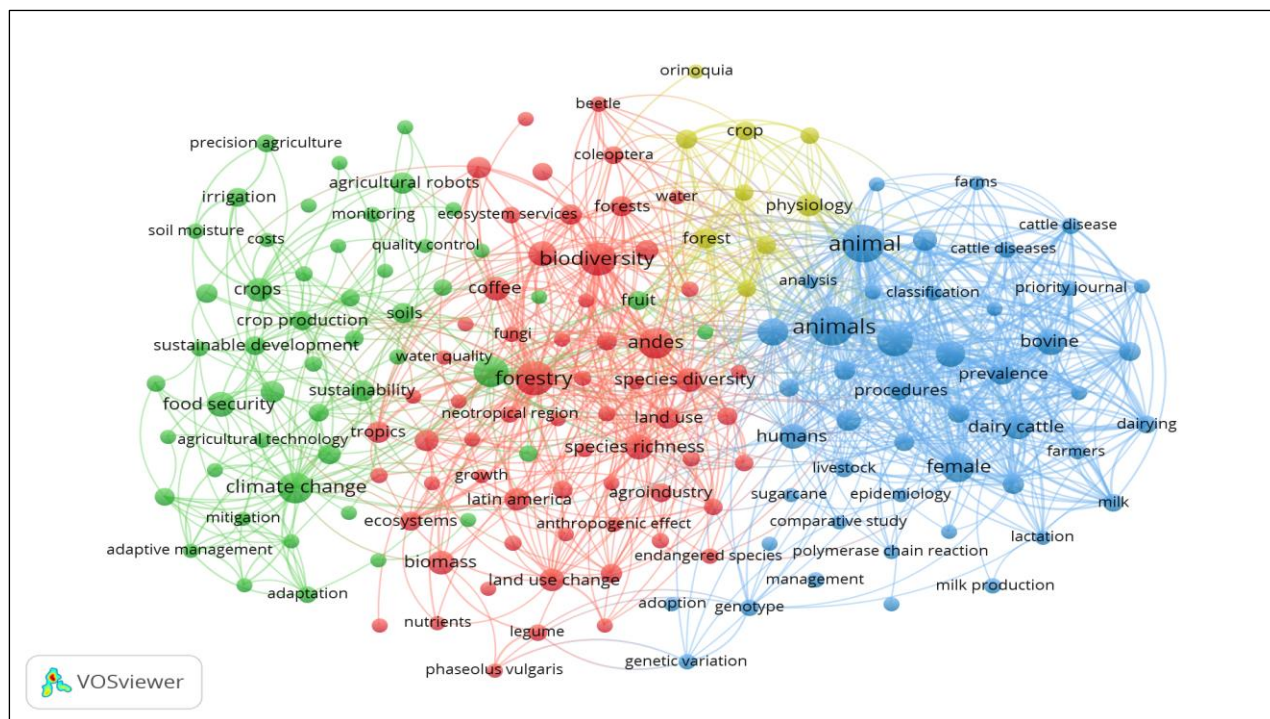 orinoquia
beetle
crop
precision agriculture
coleoptera
agricultural robots
farms
irrigation
water
physiology
monitoring
ecosystem services
forests
cattle disease
soil moisture
costs
quality control
forest
animal
cattle diseases
biodiversity
analysis
crops
coffee
classification
priority journal
fruit
soils
crop production
animals
fungi
andes
bovine
sustainable development
water quality
forestry
species diversity
prevalence
sustainability
procedures
food security
neotropical region
land use
dairy cattle
dairying
tropics
humans
agricultural technology
species richness
farmers
livestock
female
growth
climate change
agroindustry
sugarcane
epidemiology
latin america
milk
mitigation
ecosystems
anthropogenic effect
comparative study
lactation
adaptive management
endangered species
polymerase chain reaction
biomass
land use change
management
milk production
adaptation
adoption
genotype
nutrients
legume
phaseolus vulgaris
genetic variation
VOSviewer